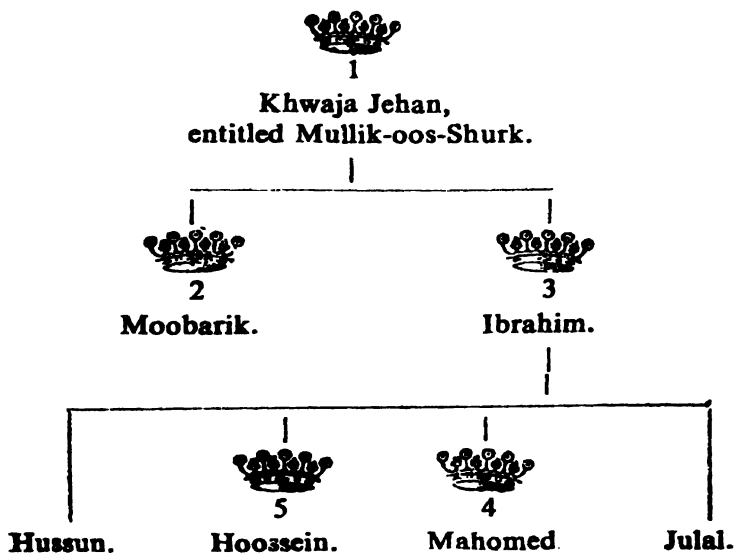 1
Khwaja Jehan,
entitled Mullik-oos-Shurk.
2 3
Moobarik. Ibrahim.
5 4
Hussun. Hoossein. Mahomed Julal.